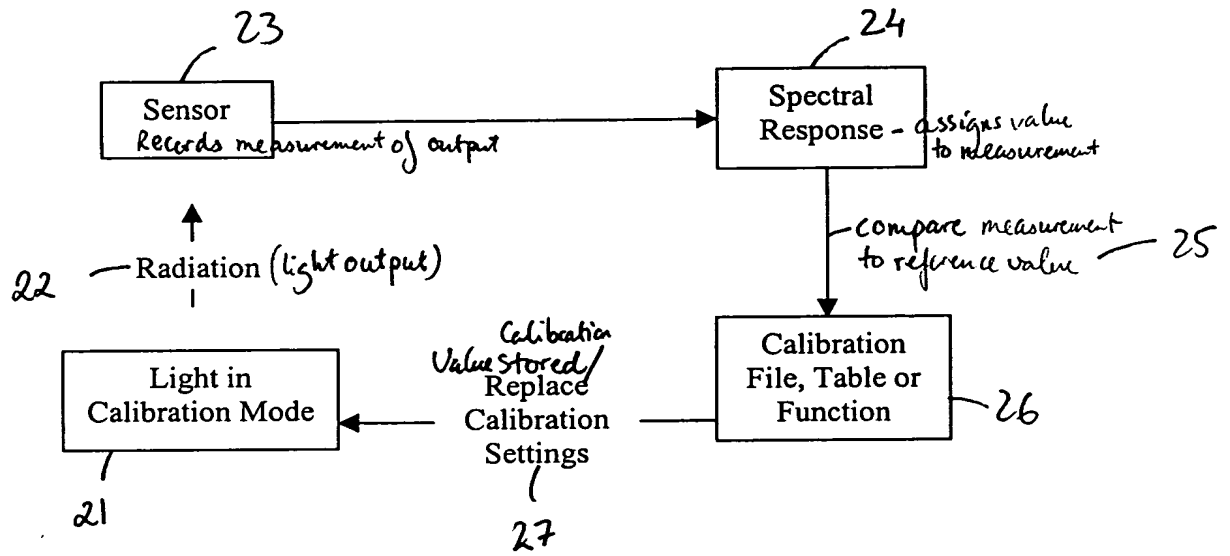 23
24
Sensor
Records measurement of output
Spectral
Response - assigns value
to measurement
compare measurement
to reference value
25
22
Radiation (light output)
Calibration
Value Stored/
Replace
Calibration
Settings
27
Light in
Calibration Mode
21
Calibration
File, Table or
Function
26